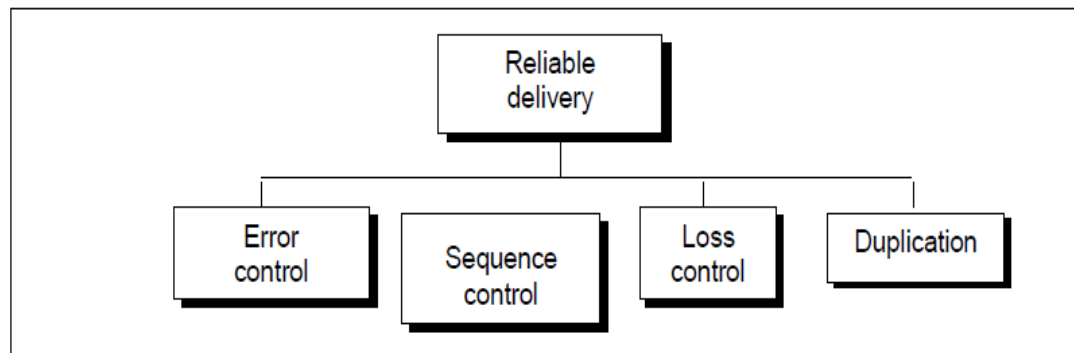 Reliable
delivery
Error
control
Sequence
control
Loss
control
Duplication